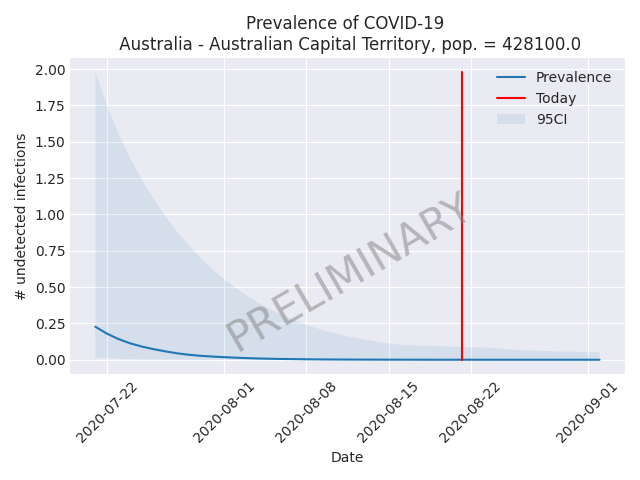 Prevalence of COVID-19
Australia - Australian Capital Territory, pop. = 428100.0
2.00
1.75
1.50
1.25
1.00
0.75
0.50
0.25
0.00
# undetected infections
Prevalence
Today
95CI
PRELIMINARY
2020-07-22
2020-08-01
2020-08-08
2020-08-15
2020-08-22
2020-09-01
Date